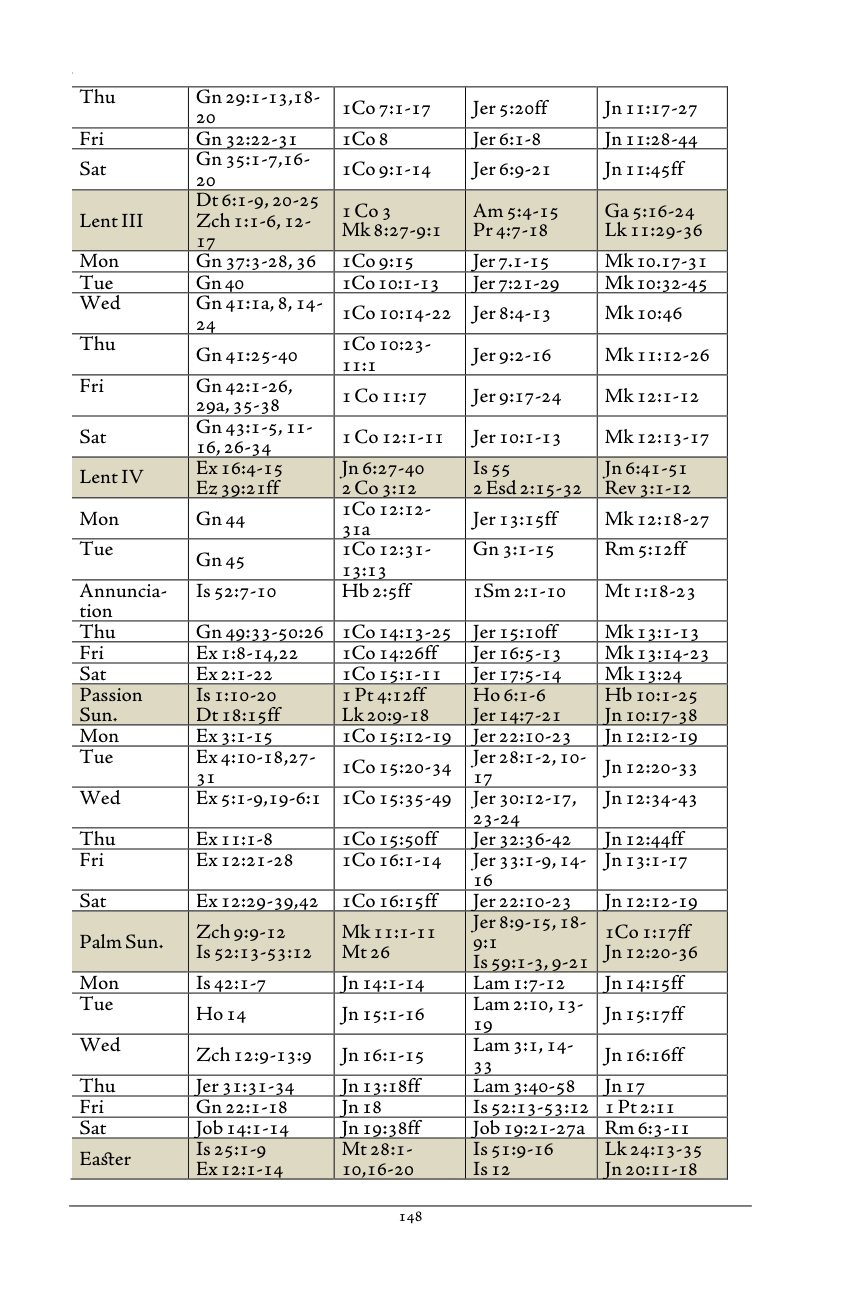 Thu Gn 29:1-13,18-
20 1Co 7:1-17 Jer 5:20ff Jn 11:17-27
Fri Gn 32:22-31 1Co 8 Jer 6:1-8 Jn 11:28-44
Sat Gn 35:1-7,16-
20 1Co 9:1-14 Jer 6:9-21 Jn 11:45ff
Lent III Dt 6:1-9, 20-25
Zch 1:1-6, 12-
17 1 Co 3
Mk 8:27-9:1 Am 5:4-15
Pr 4:7-18 Ga 5:16-24
Lk 11:29-36
Mon Gn 37:3-28, 36 1Co 9:15 Jer 7.1-15 Mk 10.17-31
Tue Gn 40 1Co 10:1-13 Jer 7:21-29 Mk 10:32-45
Wed Gn 41:1a, 8, 14-
24 1Co 10:14-22 Jer 8:4-13 Mk 10:46
Thu Gn 41:25-40 1Co 10:23-
11:1 Jer 9:2-16 Mk 11:12-26
Fri Gn 42:1-26,
29a, 35-38 1 Co 11:17 Jer 9:17-24 Mk 12:1-12
Sat Gn 43:1-5, 11-
16, 26-34 1 Co 12:1-11 Jer 10:1-13 Mk 12:13-17
Lent IV Ex 16:4-15
Ez 39:21ff Jn 6:27-40
2 Co 3:12 Is 55
2 Esd 2:15-32 Jn 6:41-51
Rev 3:1-12
Mon Gn 44 1Co 12:12-
31a Jer 13:15ff Mk 12:18-27
Tue Gn 45 1Co 12:31-
13:13 Gn 3:1-15 Rm 5:12ff
Annuncia-
tion Is 52:7-10 Hb 2:5ff 1Sm 2:1-10 Mt 1:18-23
Thu Gn 49:33-50:26 1Co 14:13-25 Jer 15:10ff Mk 13:1-13
Fri Ex 1:8-14,22 1Co 14:26ff Jer 16:5-13 Mk 13:14-23
Sat Ex 2:1-22 1Co 15:1-11 Jer 17:5-14 Mk 13:24
Passion
Sun. Is 1:10-20
Dt 18:15ff 1 Pt 4:12ff
Lk 20:9-18 Ho 6:1-6
Jer 14:7-21 Hb 10:1-25
Jn 10:17-38
Mon Ex 3:1-15 1Co 15:12-19 Jer 22:10-23 Jn 12:12-19
Tue Ex 4:10-18,27-
31 1Co 15:20-34 Jer 28:1-2, 10-
17 Jn 12:20-33
Wed Ex 5:1-9,19-6:1 1Co 15:35-49 Jer 30:12-17,
23-24 Jn 12:34-43
Thu Ex 11:1-8 1Co 15:50ff Jer 32:36-42 Jn 12:44ff
Fri Ex 12:21-28 1Co 16:1-14 Jer 33:1-9, 14-
16 Jn 13:1-17
Sat Ex 12:29-39,42 1Co 16:15ff Jer 22:10-23 Jn 12:12-19
Palm Sun. Zch 9:9-12
Is 52:13-53:12 Mk 11:1-11
Mt 26 Jer 8:9-15, 18-
9:1
Is 59:1-3, 9-21 1Co 1:17ff
Jn 12:20-36
Mon Is 42:1-7 Jn 14:1-14 Lam 1:7-12 Jn 14:15ff
Tue Ho 14 Jn 15:1-16 Lam 2:10, 13-
19 Jn 15:17ff
Wed Zch 12:9-13:9 Jn 16:1-15 Lam 3:1, 14-
33 Jn 16:16ff
Thu Jer 31:31-34 Jn 13:18ff Lam 3:40-58 Jn 17
Fri Gn 22:1-18 Jn 18 Is 52:13-53:12 1 Pt 2:11
Sat Job 14:1-14 Jn 19:38ff Job 19:21-27a Rm 6:3-11
Easter Is 25:1-9
Ex 12:1-14 Mt 28:1-
10,16-20 Is 51:9-16
Is 12 Lk 24:13-35
Jn 20:11-18
148